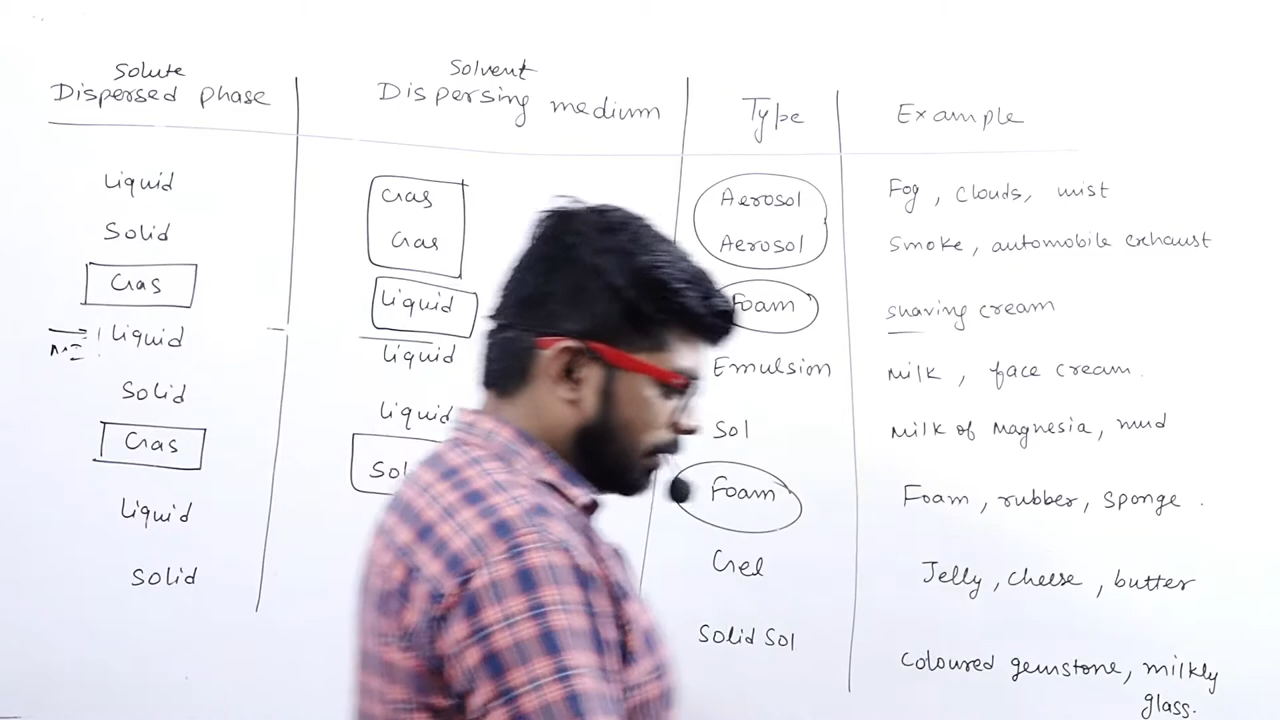 Solute Solvent
Dispersed phase Dispersing medium Type Example
Liquid Gas Aerosol Fog, clouds, mist
Solid Gas Aerosol Smoke, automobile exhaust
Gas Liquid Foam shaving cream
Liquid liquid Emulsion Milk, face cream.
Solid liquid Sol Milk of Magnesia, mud
Gas Foam Foam, rubber, sponge.
Liquid Gel Jelly, cheese, butter
Solid Solid Sol Coloured gemstone, milkly
glass.